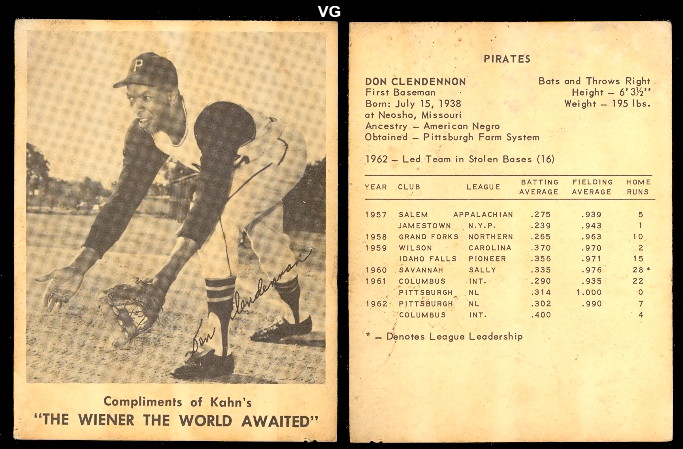 VG
P
Don Clendennon
Compliments of Kahn's
"THE WIENER THE WORLD AWAITED"
PIRATES
DON CLENDENNON Bats and Throws Right
First Baseman Height — 6' 3½''
Born: July 15, 1938 Weight — 195 lbs.
at Neosho, Missouri
Ancestry — American Negro
Obtained — Pittsburgh Farm System
1962 — Led Team in Stolen Bases (16)
BATTING FIELDING HOME
YEAR CLUB LEAGUE AVERAGE AVERAGE RUNS
1957 SALEM APPALACHIAN .275 .939 5
JAMESTOWN N.Y.P. .239 .943 1
1958 GRAND FORKS NORTHERN .265 .963 10
1959 WILSON CAROLINA .370 .970 2
IDAHO FALLS PIONEER .356 .971 15
1960 SAVANNAH SALLY .335 .976 28*
1961 COLUMBUS INT. .290 .935 22
PITTSBURGH NL .314 1.000 0
1962 PITTSBURGH NL .302 .990 7
COLUMBUS INT. .400 4
* — Denotes League Leadership